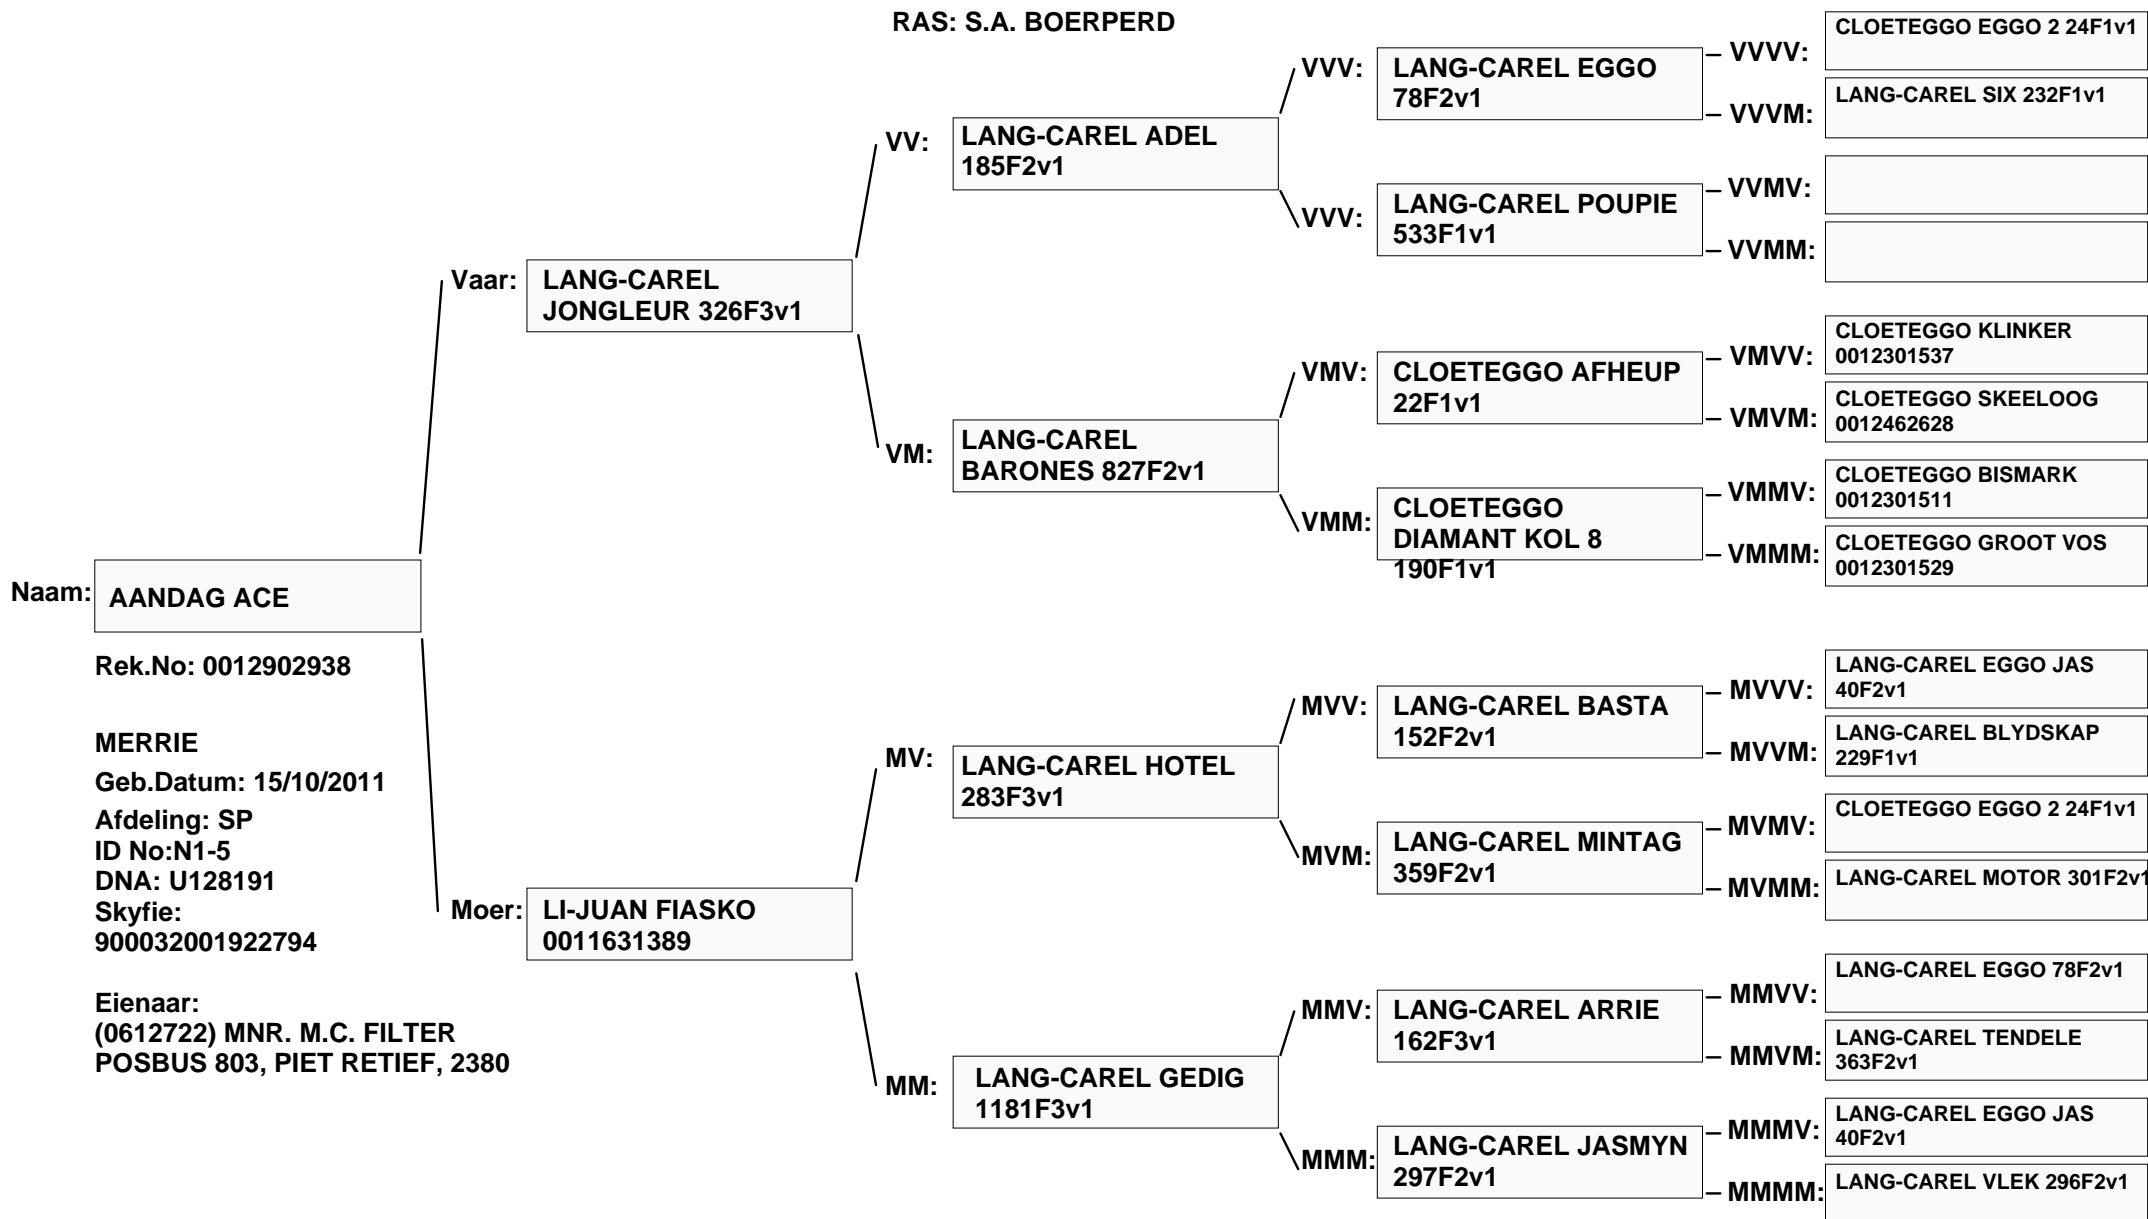 RAS: S.A. BOERPERD
Naam:
AANDAG ACE
Rek.No: 0012902938
MERRIE
Geb.Datum: 15/10/2011
Afdeling: SP
ID No:N1-5
DNA: U128191
Skyfie:
900032001922794
Eienaar:
(0612722) MNR. M.C. FILTER
POSBUS 803, PIET RETIEF, 2380
Vaar:
LANG-CAREL
JONGLEUR 326F3v1
Moer:
LI-JUAN FIASKO
0011631389
VV:
LANG-CAREL ADEL
185F2v1
VM:
LANG-CAREL
BARONES 827F2v1
MV:
LANG-CAREL HOTEL
283F3v1
MM:
LANG-CAREL GEDIG
1181F3v1
VVV:
LANG-CAREL EGGO
78F2v1
VVV:
LANG-CAREL POUPIE
533F1v1
VMV:
CLOETEGGO AFHEUP
22F1v1
VMM:
CLOETEGGO
DIAMANT KOL 8
190F1v1
MVV:
LANG-CAREL BASTA
152F2v1
MVM:
LANG-CAREL MINTAG
359F2v1
MMV:
LANG-CAREL ARRIE
162F3v1
MMM:
LANG-CAREL JASMYN
297F2v1
VVVV:
CLOETEGGO EGGO 2 24F1v1
VVVM:
LANG-CAREL SIX 232F1v1
VVMV:
VVMM:
VMVV:
CLOETEGGO KLINKER
0012301537
VMVM:
CLOETEGGO SKEELOOG
0012462628
VMMV:
CLOETEGGO BISMARK
0012301511
VMMM:
CLOETEGGO GROOT VOS
0012301529
MVVV:
LANG-CAREL EGGO JAS
40F2v1
MVVM:
LANG-CAREL BLYDSKAP
229F1v1
MVMV:
CLOETEGGO EGGO 2 24F1v1
MVMM:
LANG-CAREL MOTOR 301F2v1
MMVV:
LANG-CAREL EGGO 78F2v1
MMVM:
LANG-CAREL TENDELE
363F2v1
MMMV:
LANG-CAREL EGGO JAS
40F2v1
MMMM:
LANG-CAREL VLEK 296F2v1